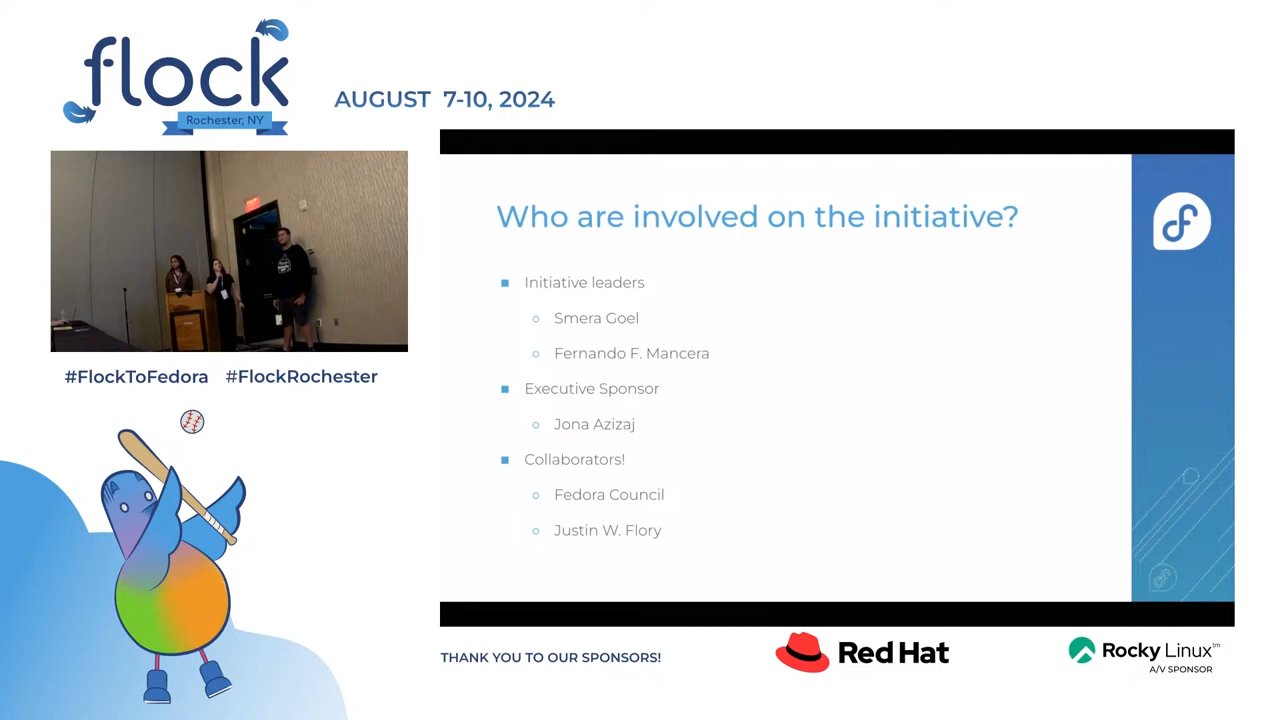 flock
Rochester, NY
AUGUST 7-10, 2024
#FlockToFedora #FlockRochester
Who are involved on the initiative?
Initiative leaders
Smera Goel
Fernando F. Mancera
Executive Sponsor
Jona Azizaj
Collaborators!
Fedora Council
Justin W. Flory
THANK YOU TO OUR SPONSORS!
Red Hat
Rocky Linux™
A/V SPONSOR